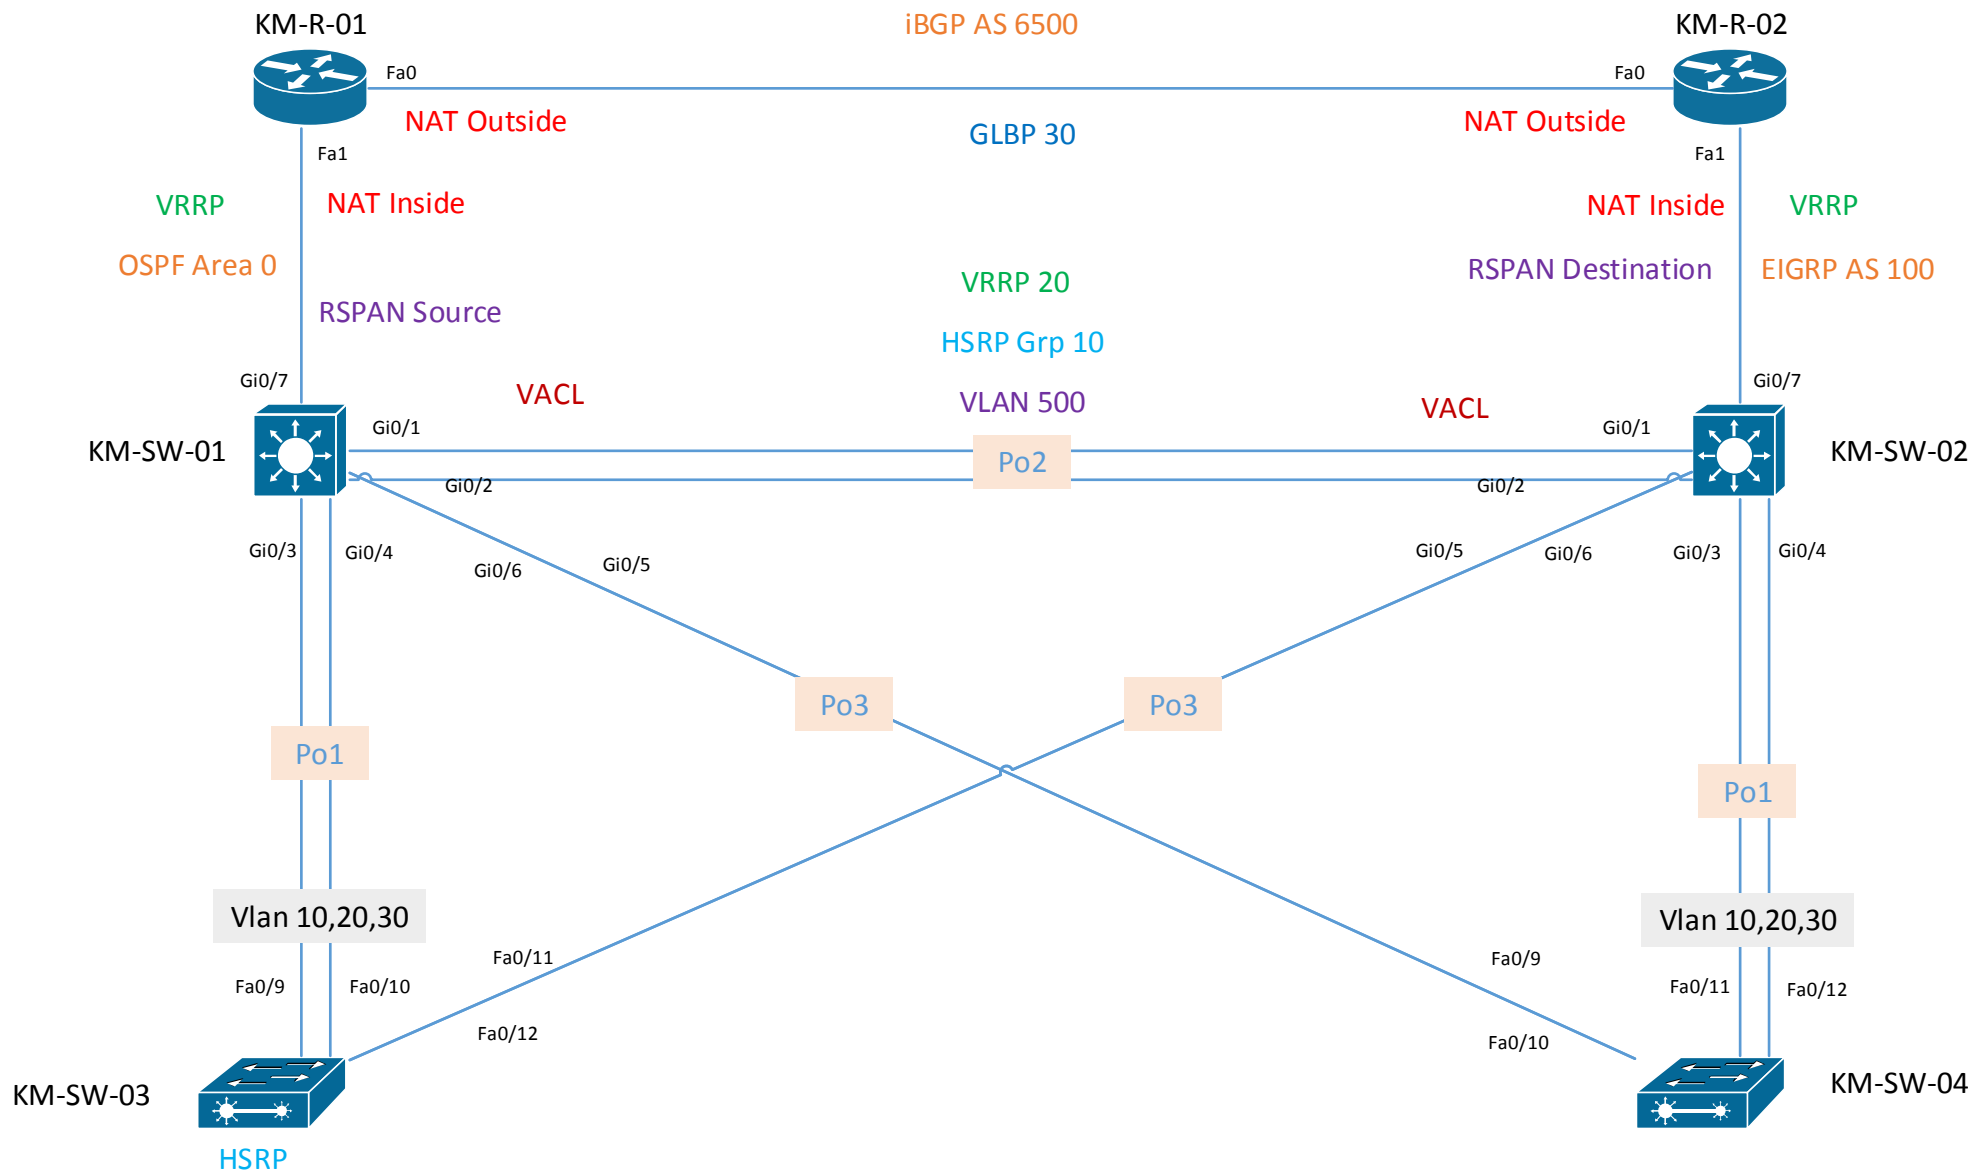 KM-R-01
iBGP AS 6500
KM-R-02
Fa0
Fa0
NAT Outside
GLBP 30
NAT Outside
Fa1
Fa1
VRRP
NAT Inside
NAT Inside
VRRP
OSPF Area 0
RSPAN Destination
EIGRP AS 100
VRRP 20
RSPAN Source
HSRP Grp 10
Gi0/7
Gi0/7
VACL
VLAN 500
VACL
Gi0/1
Gi0/1
KM-SW-01
Po2
KM-SW-02
Gi0/2
Gi0/2
Gi0/3
Gi0/4
Gi0/6
Gi0/5
Gi0/5
Gi0/6
Gi0/3
Gi0/4
Po3
Po3
Po1
Po1
Vlan 10,20,30
Vlan 10,20,30
Fa0/11
Fa0/9
Fa0/9
Fa0/10
Fa0/11
Fa0/12
Fa0/12
Fa0/10
KM-SW-03
KM-SW-04
HSRP